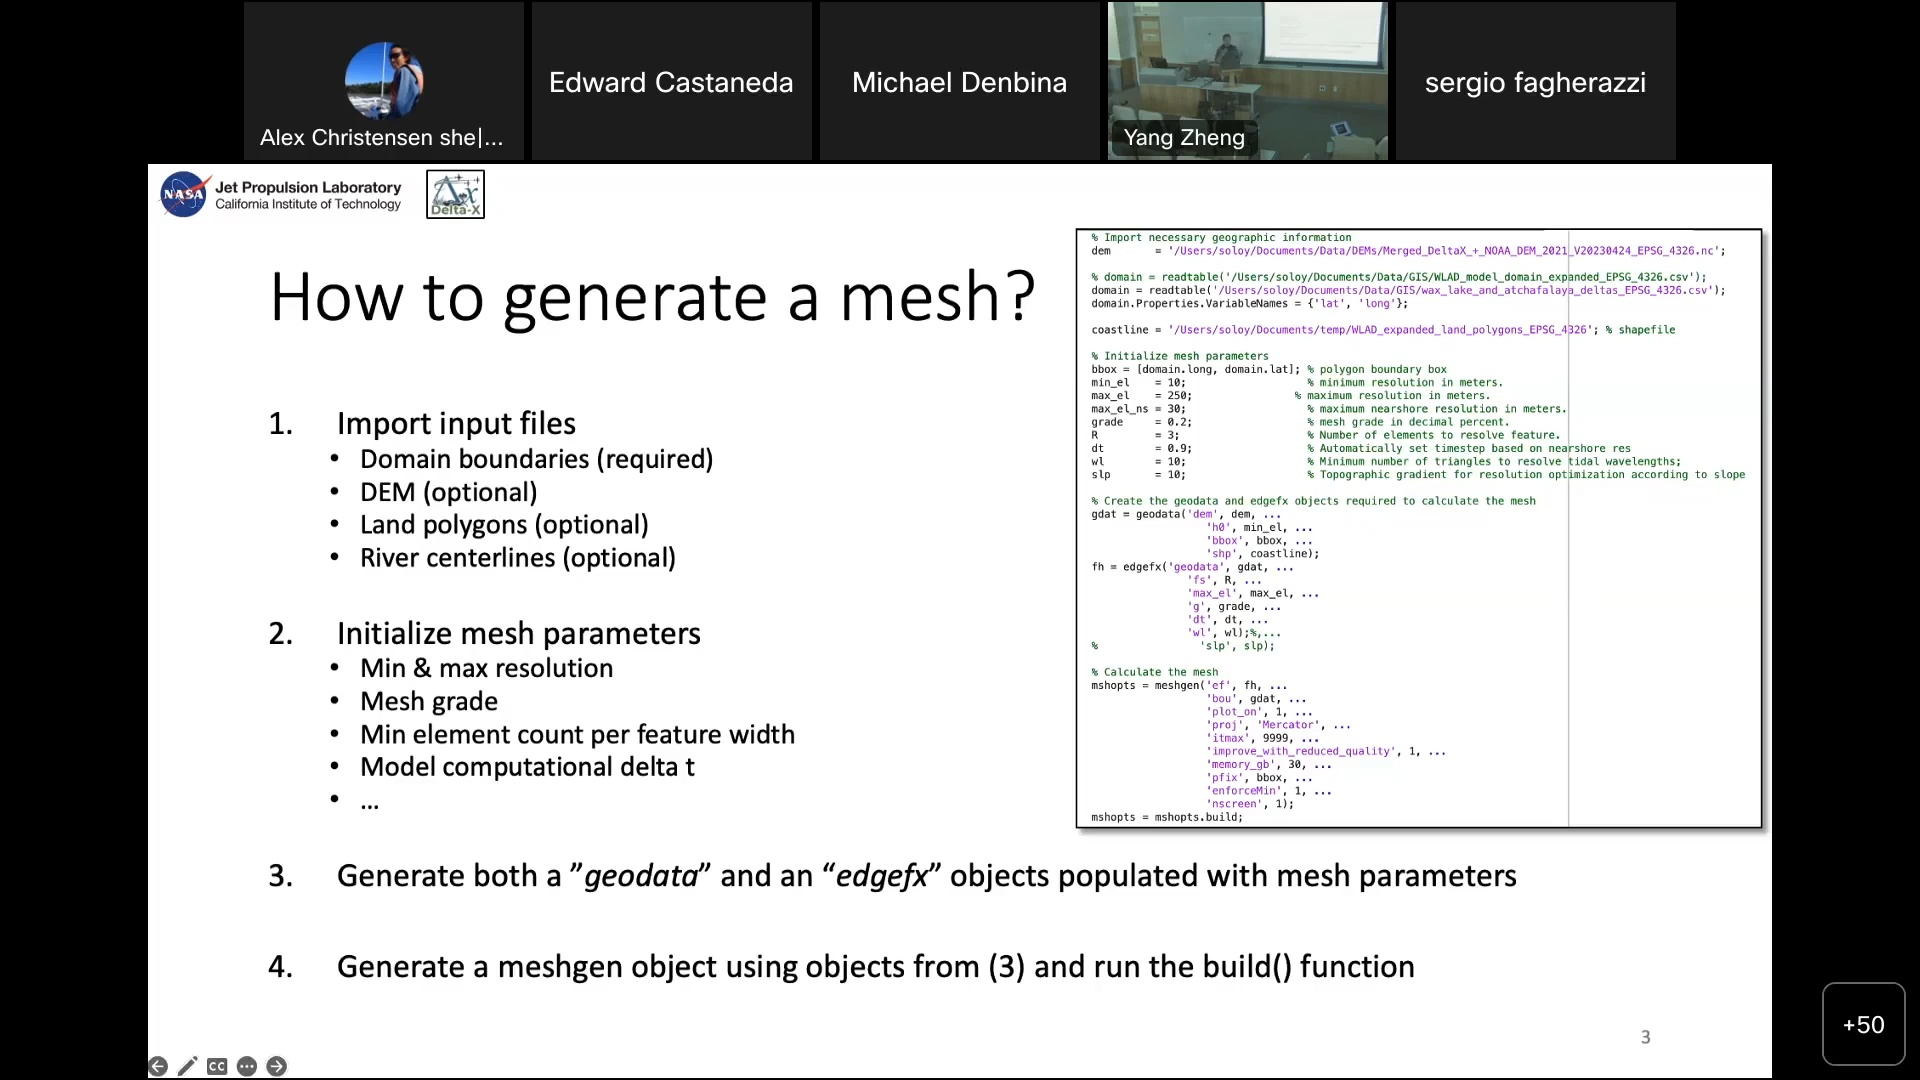 Alex Christensen she|...
Edward Castaneda
Michael Denbina
Yang Zheng
sergio fagherazzi
NASA
Jet Propulsion Laboratory
California Institute of Technology
Δx
Delta-X
How to generate a mesh?
1. Import input files
• Domain boundaries (required)
• DEM (optional)
• Land polygons (optional)
• River centerlines (optional)
2. Initialize mesh parameters
• Min & max resolution
• Mesh grade
• Min element count per feature width
• Model computational delta t
• ...
% Import necessary geographic information
dem = '/Users/soloy/Documents/Data/DEMs/Merged_DeltaX_+_NOAA_DEM_2021_V20230424_EPSG_4326.nc';
% domain = readtable('/Users/soloy/Documents/Data/GIS/WLAD_model_domain_expanded_EPSG_4326.csv');
domain = readtable('/Users/soloy/Documents/Data/GIS/wax_lake_and_atchafalaya_deltas_EPSG_4326.csv');
domain.Properties.VariableNames = {'lat', 'long'};
coastline = '/Users/soloy/Documents/temp/WLAD_expanded_land_polygons_EPSG_4326'; % shapefile
% Initialize mesh parameters
bbox = [domain.long, domain.lat]; % polygon boundary box
min_el = 10; % minimum resolution in meters.
max_el = 250; % maximum resolution in meters.
max_el_ns = 30; % maximum nearshore resolution in meters.
grade = 0.2; % mesh grade in decimal percent.
R = 3; % Number of elements to resolve feature.
dt = 0.9; % Automatically set timestep based on nearshore res
wl = 10; % Minimum number of triangles to resolve tidal wavelengths;
slp = 10; % Topographic gradient for resolution optimization according to slope
% Create the geodata and edgefx objects required to calculate the mesh
gdat = geodata('dem', dem, ...
'h0', min_el, ...
'bbox', bbox, ...
'shp', coastline);
fh = edgefx('geodata', gdat, ...
'fs', R, ...
'max_el', max_el, ...
'g', grade, ...
'dt', dt, ...
'wl', wl);%,...
% 'slp', slp);
% Calculate the mesh
mshopts = meshgen('ef', fh, ...
'bou', gdat, ...
'plot_on', 1, ...
'proj', 'Mercator', ...
'itmax', 9999, ...
'improve_with_reduced_quality', 1, ...
'memory_gb', 30, ...
'pfix', bbox, ...
'enforceMin', 1, ...
'nscreen', 1);
mshopts = mshopts.build;
3. Generate both a ”geodata” and an “edgefx” objects populated with mesh parameters
4. Generate a meshgen object using objects from (3) and run the build() function
3
CC
+50